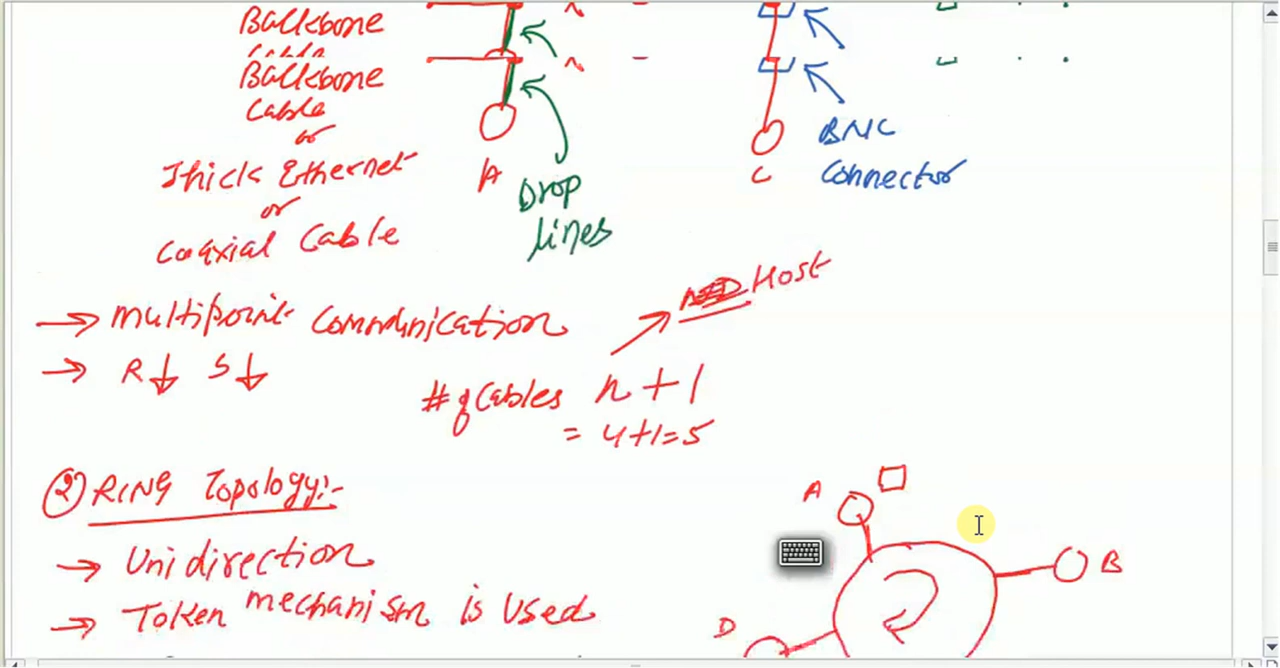 Backbone
Cable
Backbone
Cable
or
Thick Ethernet
or
Coaxial Cable
A
Drop
lines
C
BNC
Connector
→ Multipoint Communication
→ R↓ S↓
Host
# of Cables = n+1
= 4+1=5
② RING Topology:-
→ Unidirection
→ Token mechanism is used
A
B
D